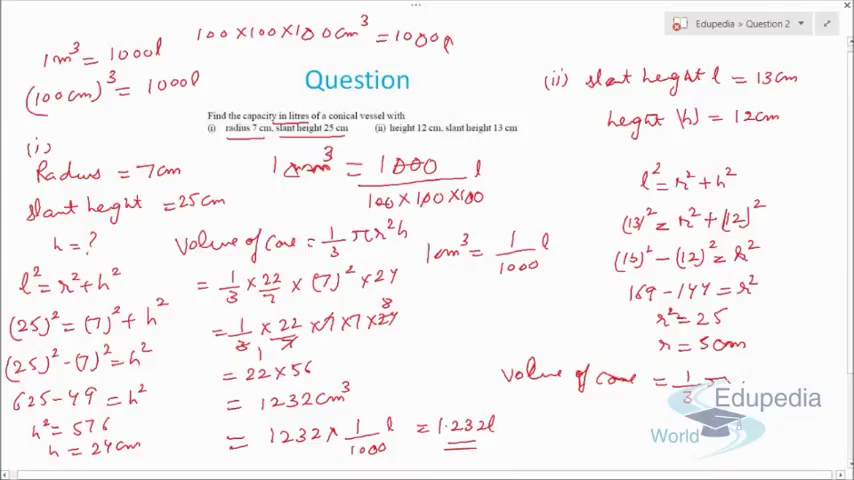 Edupedia > Question 2
1m³ = 1000l
100×100×100cm³ = 1000l
(100cm)³ = 1000l
Question
Find the capacity in litres of a conical vessel with
(i) radius 7 cm, slant height 25 cm (ii) height 12 cm, slant height 13 cm
(i)
Radius = 7cm
slant height = 25cm
h = ?
l² = r² + h²
(25)² = (7)² + h²
(25)² - (7)² = h²
625 - 49 = h²
h² = 576
h = 24cm
= 1000 l
100×100×100
1cm³ = 1/1000 l
Volume of cone = 1/3 πr²h
= 1/3 × 22/7 × (7)² × 24
= 1/3 × 22/7 × 7 × 7 × 24
8
1
= 22 × 56
= 1232cm³
= 1232 × 1/1000 l = 1.232l
(ii) slant height l = 13cm
height (h) = 12cm
l² = r² + h²
(13)² = r² + (12)²
(13)² - (12)² = r²
169 - 144 = r²
r² = 25
r = 5cm
Volume of cone = 1/3
Edupedia
World